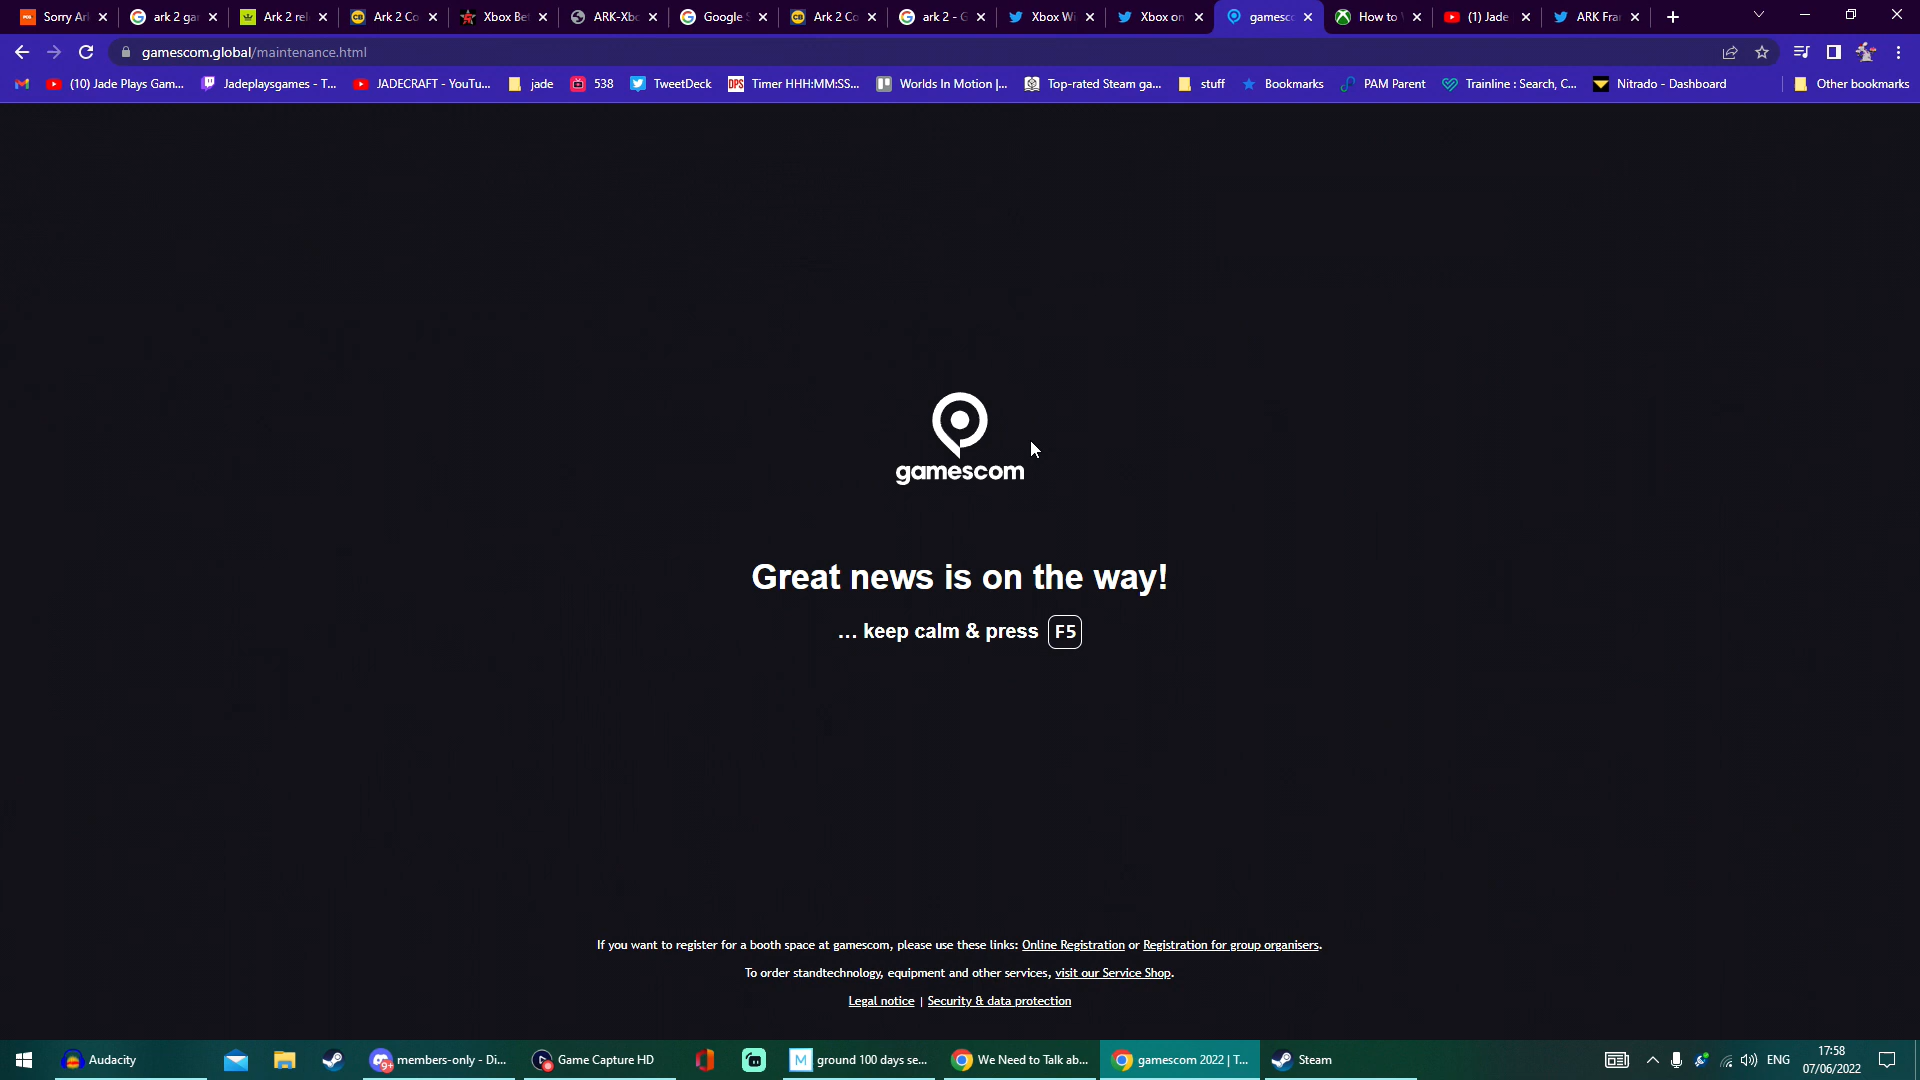 Sorry Ar
ark 2 ga
Ark 2 rel
Ark 2 Co
Xbox Be
ARK-Xb
Google S
Ark 2 Co
ark 2 - G
Xbox Wi
Xbox on
gamesc
How to
(1) Jade
ARK Fra
gamescom.global/maintenance.html
(10) Jade Plays Gam...
Jadeplaysgames - T...
JADECRAFT - YouTu...
jade
538
TweetDeck
DPS
Timer HHH:MM:SS...
Worlds In Motion |...
Top-rated Steam ga...
stuff
Bookmarks
PAM Parent
Trainline : Search, C...
Nitrado - Dashboard
Other bookmarks
gamescom
Great news is on the way!
... keep calm & press F5
If you want to register for a booth space at gamescom, please use these links: Online Registration or Registration for group organisers.
To order standtechnology, equipment and other services, visit our Service Shop.
Legal notice | Security & data protection
Audacity
9+
members-only - Di...
Game Capture HD
M
ground 100 days se...
We Need to Talk ab...
gamescom 2022 | T...
Steam
ENG
17:58
07/06/2022